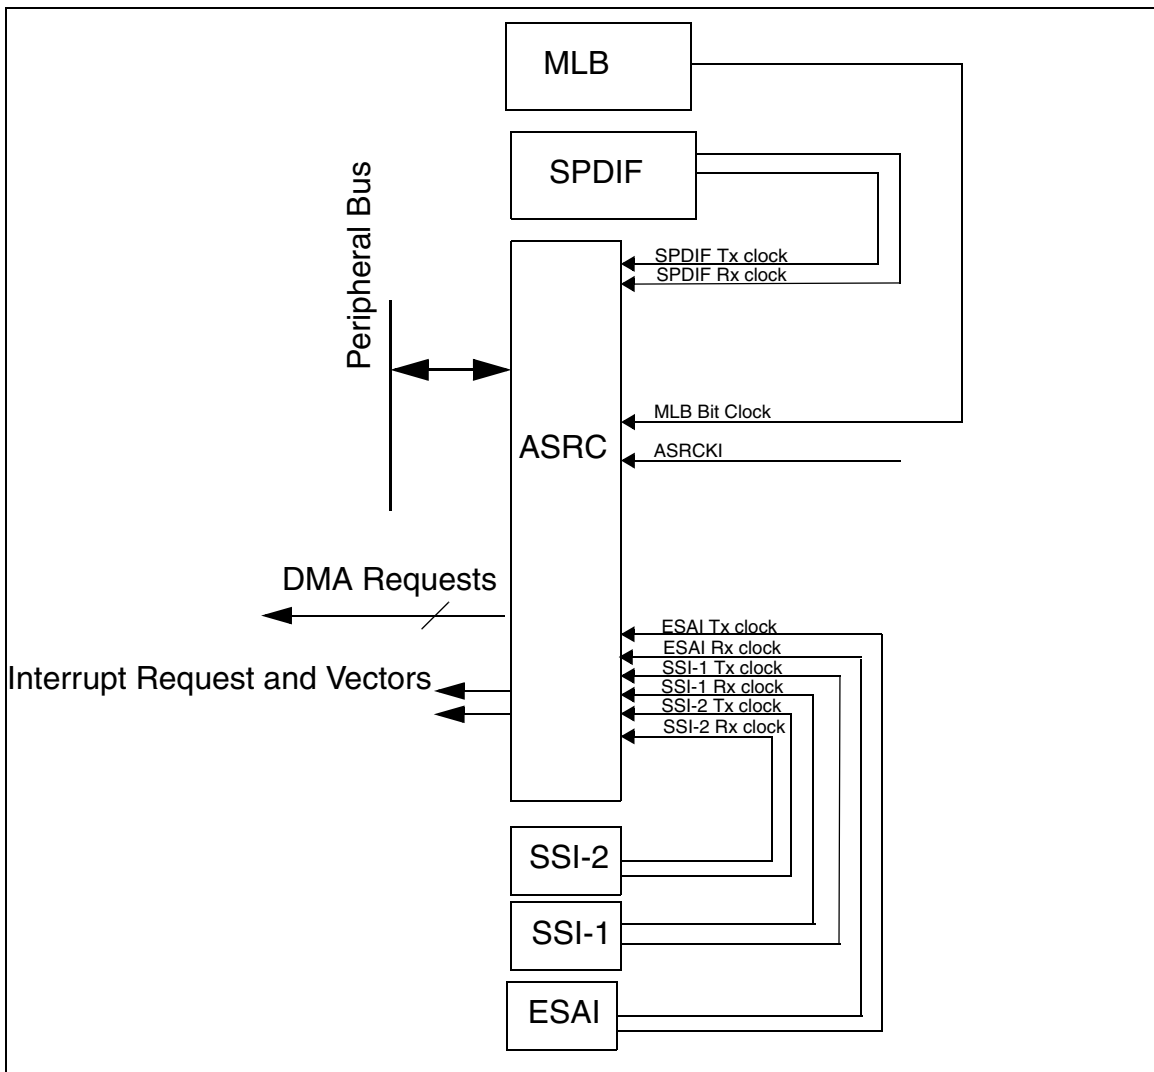 MLB
SPDIF
Peripheral Bus
SPDIF Tx clock
SPDIF Rx clock
MLB Bit Clock
ASRC
ASRCKI
DMA Requests
ESAI Tx clock
ESAI Rx clock
SSI-1 Tx clock
Interrupt Request and Vectors
SSI-1 Rx clock
SSI-2 Tx clock
SSI-2 Rx clock
SSI-2
SSI-1
ESAI